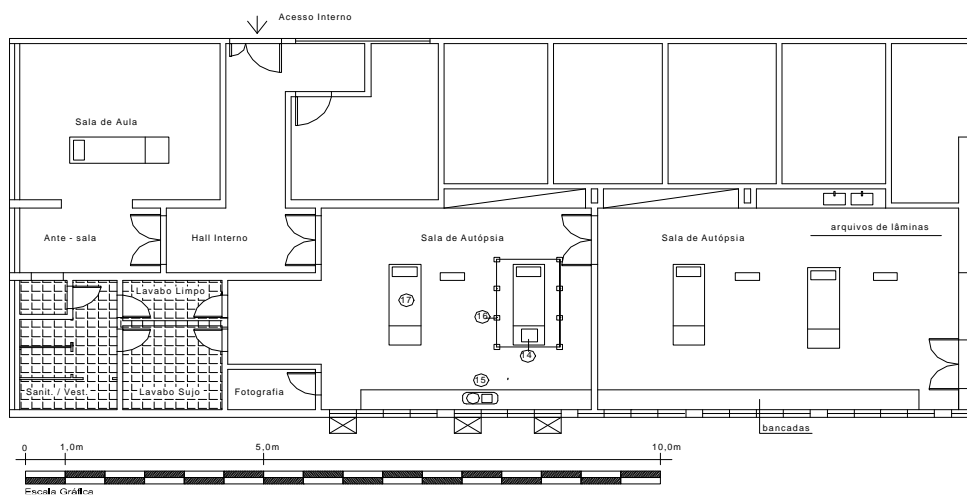 Acesso Interno
Sala de Aula
Ante - sala
Hall Interno
Sala de Autópsia
Sala de Autópsia
arquivos de lâminas
Lavabo Limpo
17
16
14
15
Sanit. / Vest.
Lavabo Sujo
Fotografia
bancadas
0
1,0m
5,0m
10,0m
Escala Gráfica